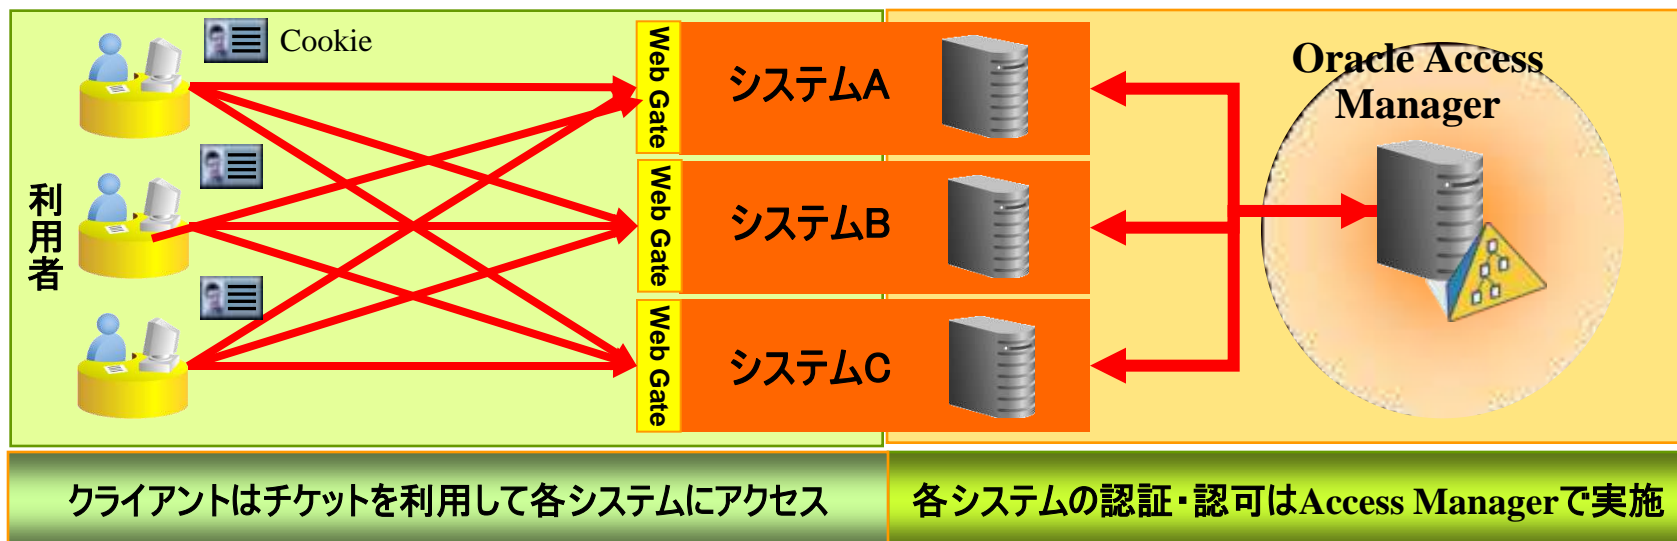 Cookie
利用者
Web Gate
システムA
Web Gate
システムB
Web Gate
システムC
Oracle Access
Manager
クライアントはチケットを利用して各システムにアクセス
各システムの認証・認可はAccess Managerで実施